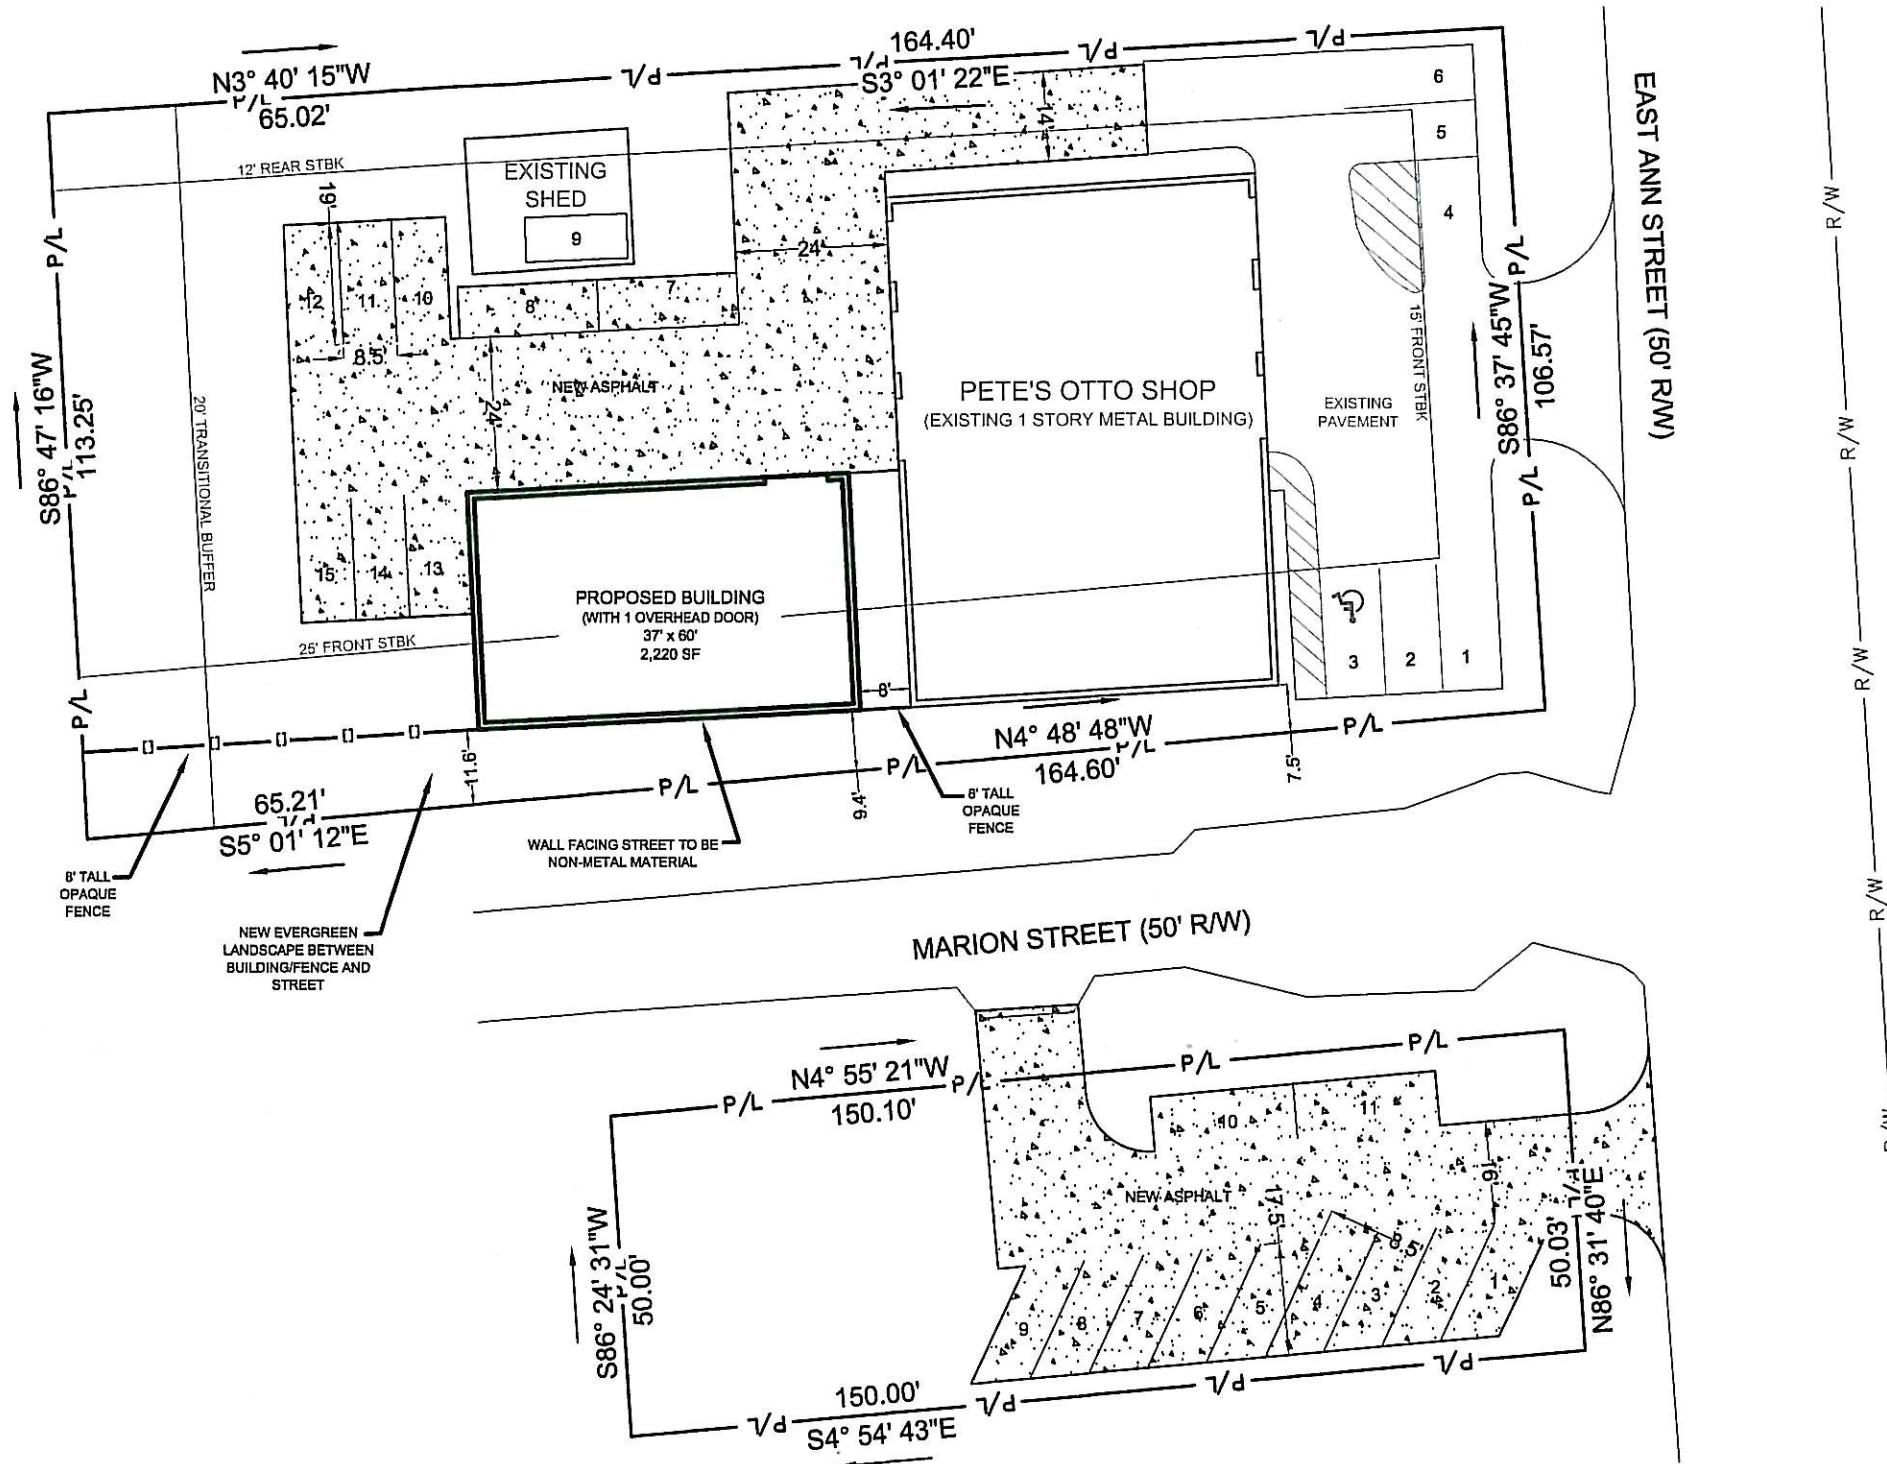 164.40'
N3° 40' 15"W
P/L
P/L
P/L
P/L
P/L
S3° 01' 22"E
65.02'
6
5
4
14'
12' REAR STBK
EXISTING
SHED
9
19'
24'
12
11
10
8
7
8.5'
NEW ASPHALT
24'
PETE'S OTTO SHOP
(EXISTING 1 STORY METAL BUILDING)
EXISTING
PAVEMENT
15' FRONT STBK
P/L
S86° 37' 45"W
106.57'
P/L
EAST ANN STREET (50' R/W)
R/W
R/W
R/W
R/W
R/W
P/L
S86° 47' 16"W
P/L
113.25'
P/L
20' TRANSITIONAL BUFFER
15
14
13
25' FRONT STBK
PROPOSED BUILDING
(WITH 1 OVERHEAD DOOR)
37' x 60'
2,220 SF
8'
3
2
1
N4° 48' 48"W
P/L
164.60'
P/L
P/L
P/L
7.5'
11.6'
9.4'
65.21'
P/L
S5° 01' 12"E
8' TALL
OPAQUE
FENCE
WALL FACING STREET TO BE
NON-METAL MATERIAL
8' TALL
OPAQUE
FENCE
NEW EVERGREEN
LANDSCAPE BETWEEN
BUILDING/FENCE AND
STREET
MARION STREET (50' R/W)
N4° 55' 21"W
P/L
P/L
P/L
P/L
150.10'
10
11
NEW ASPHALT
17.5'
16'
8.5'
9
8
7
6
5
4
3
2
1
24'
P/L
50.03'
N86° 31' 40"E
S86° 24' 31"W
P/L
50.00'
150.00'
P/L
P/L
P/L
P/L
S4° 54' 43"E